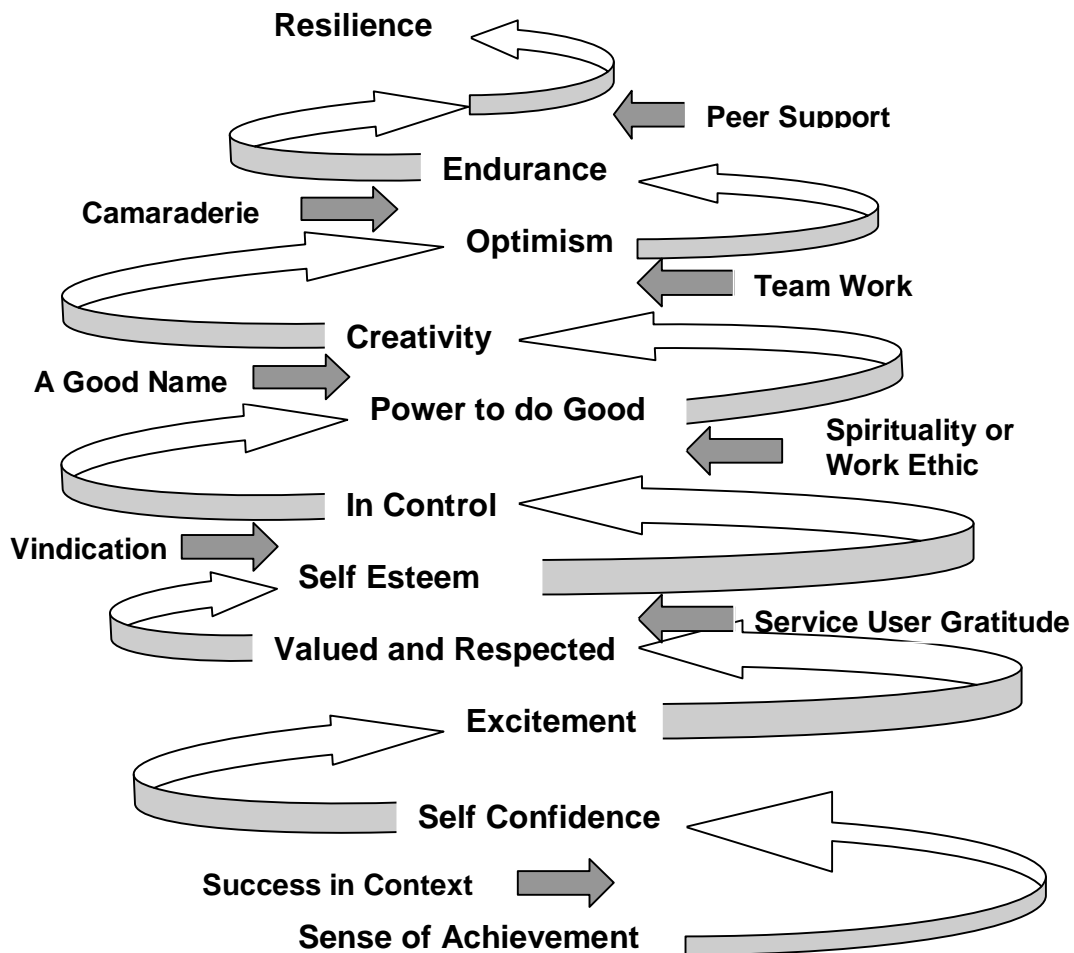 Resilience
Peer Support
Endurance
Camaraderie
Optimism
Team Work
Creativity
A Good Name
Power to do Good
Spirituality or
Work Ethic
In Control
Vindication
Self Esteem
Service User Gratitude
Valued and Respected
Excitement
Self Confidence
Success in Context
Sense of Achievement